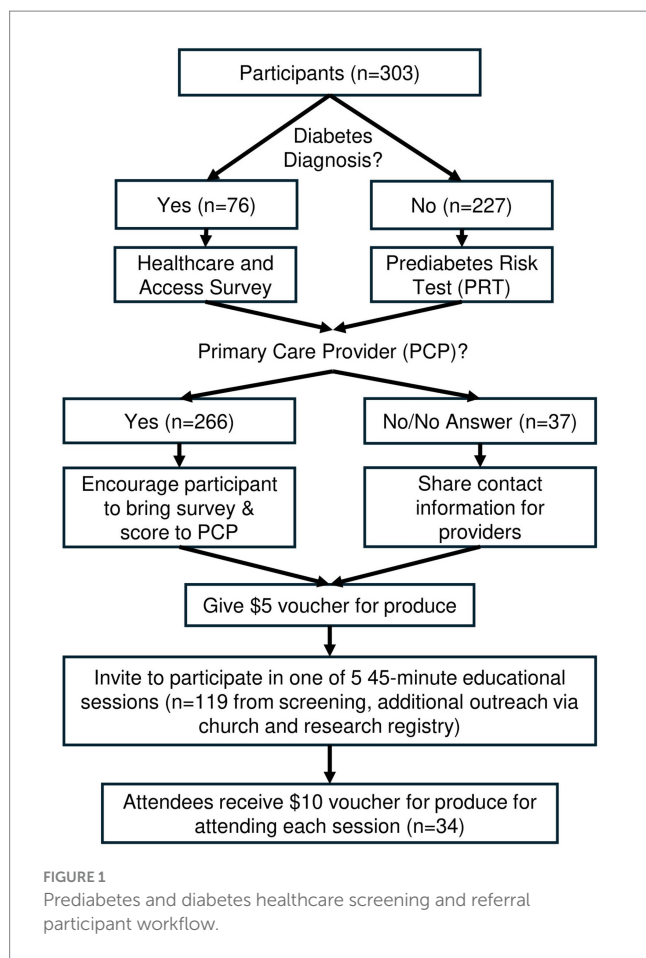 Participants (n=303)
Diabetes
Diagnosis?
Yes (n=76)
No (n=227)
Healthcare and
Access Survey
Prediabetes Risk
Test (PRT)
Primary Care Provider (PCP)?
Yes (n=266)
No/No Answer (n=37)
Encourage participant
to bring survey &
score to PCP
Share contact
information for
providers
Give $5 voucher for produce
Invite to participate in one of 5 45-minute educational
sessions (n=119 from screening, additional outreach via
church and research registry)
Attendees receive $10 voucher for produce for
attending each session (n=34)
FIGURE 1
Prediabetes and diabetes healthcare screening and referral
participant workflow.